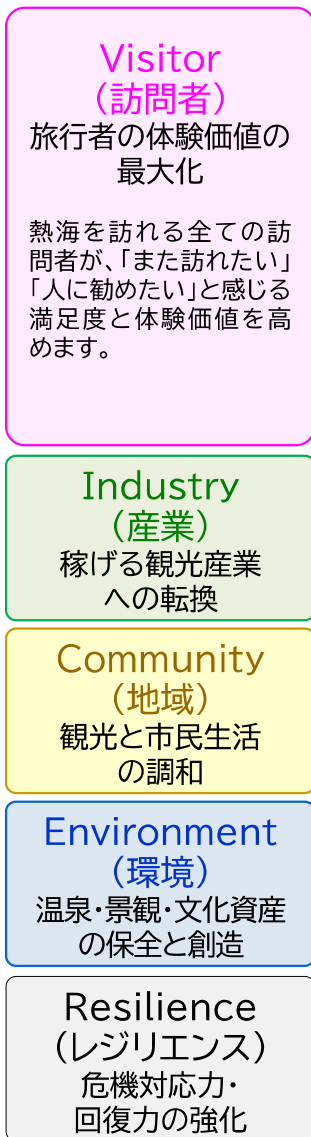 Visitor
（訪問者）
旅行者の体験価値の
最大化
熱海を訪れる全ての訪
問者が、「また訪れたい」
「人に勧めたい」と感じる
満足度と体験価値を高
めます。
Industry
（産業）
稼げる観光産業
への転換
Community
（地域）
観光と市民生活
の調和
Environment
（環境）
温泉・景観・文化資産
の保全と創造
Resilience
（レジリエンス）
危機対応力・
回復力の強化